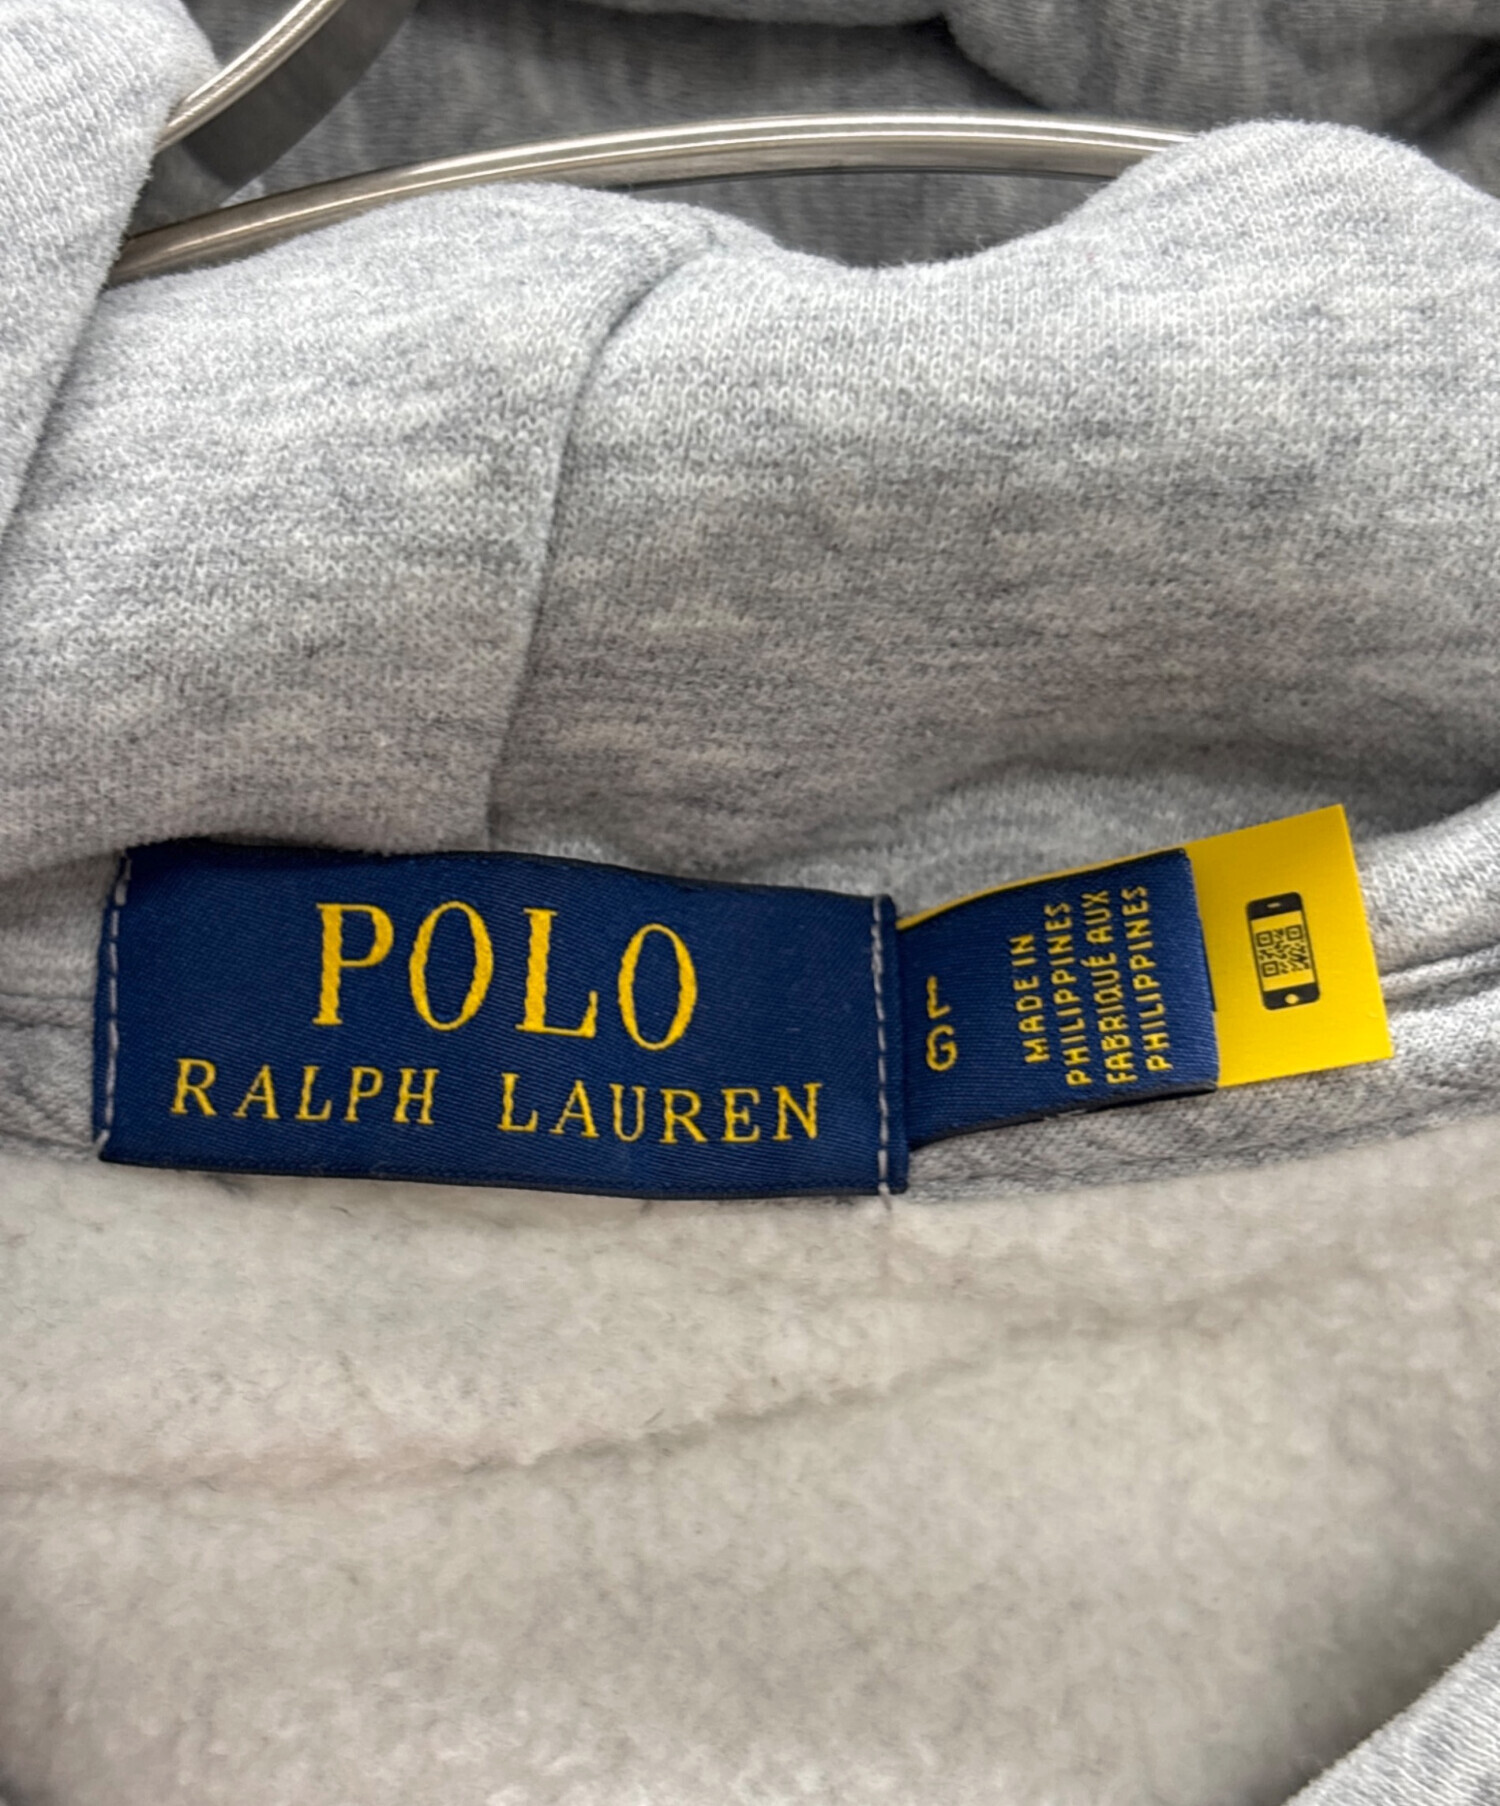 POLO
RALPH LAUREN
L
G
MADE IN
PHILIPPINES
FABRIQUÉ AUX
PHILIPPINES